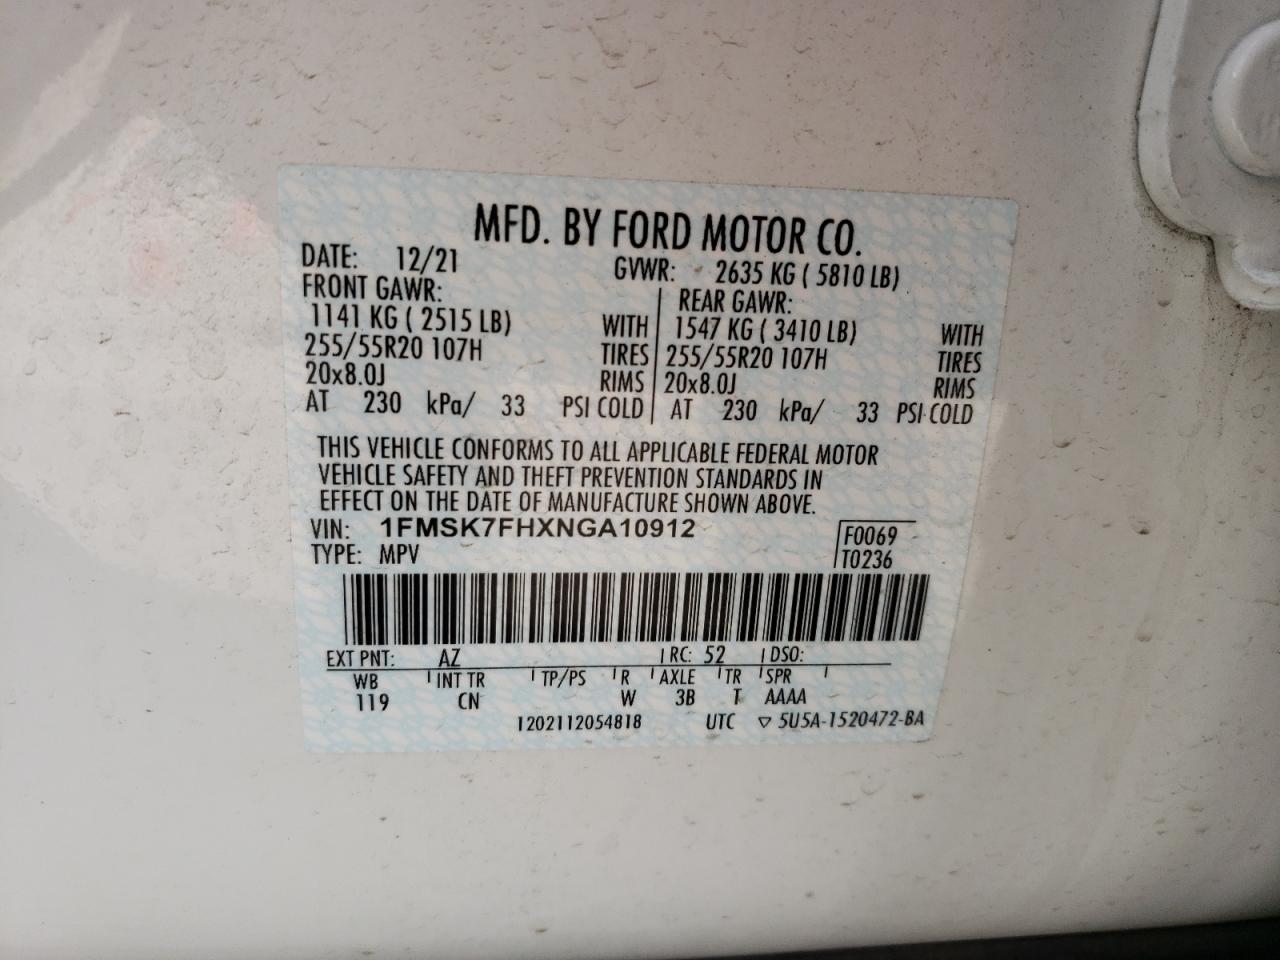 MFD. BY FORD MOTOR CO.
DATE: 12/21 GVWR: 2635 KG ( 5810 LB)
FRONT GAWR: REAR GAWR:
1141 KG ( 2515 LB) WITH 1547 KG ( 3410 LB) WITH
255/55R20 107H TIRES 255/55R20 107H TIRES
20x8.0J RIMS 20x8.0J RIMS
AT 230 kPa/ 33 PSI COLD AT 230 kPa/ 33 PSI COLD
THIS VEHICLE CONFORMS TO ALL APPLICABLE FEDERAL MOTOR
VEHICLE SAFETY AND THEFT PREVENTION STANDARDS IN
EFFECT ON THE DATE OF MANUFACTURE SHOWN ABOVE.
VIN: 1FMSK7FHXNGA10912 F0069
TYPE: MPV T0236
EXT PNT: AZ RC: 52 DSO:
WB INT TR TP/PS R AXLE TR SPR
119 CN W 3B T AAAA
1202112054818 UTC ▽ 5U5A-1520472-BA